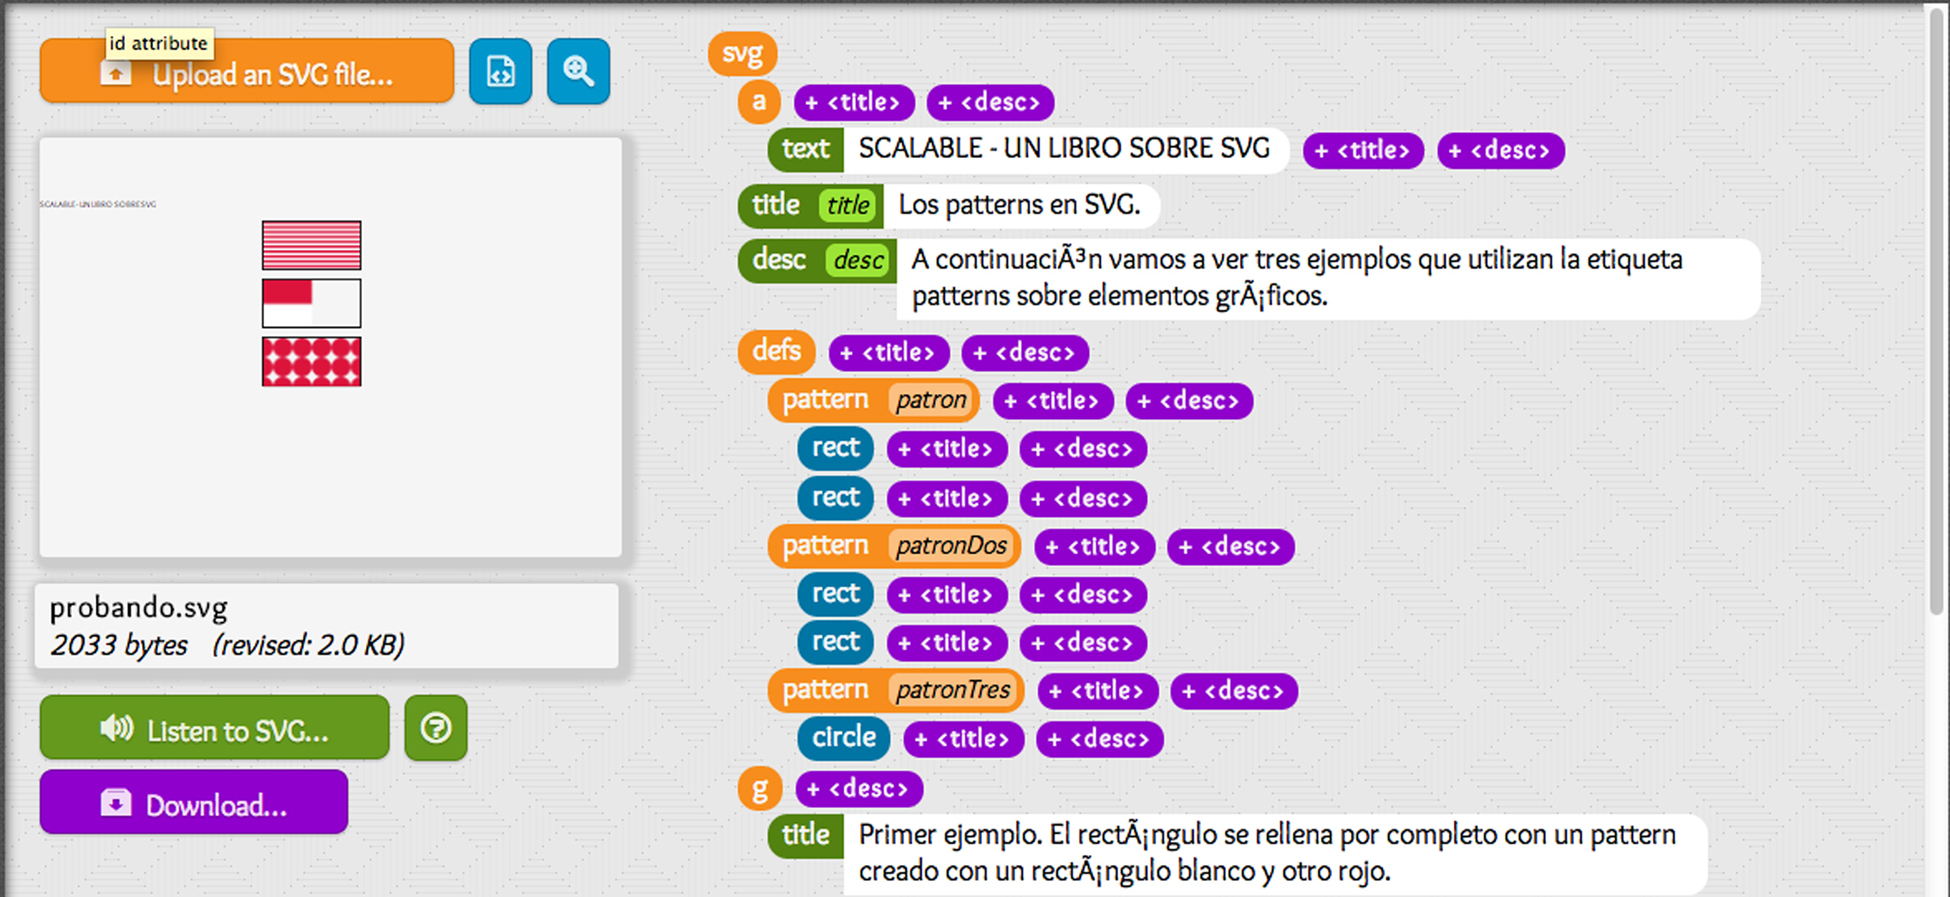 id attribute
Upload an SVG file...
SCALABLE - UN LIBRO SOBRE SVG
probando.svg
2033 bytes (revised: 2.0 KB)
Listen to SVG...
Download...
svg
a + <title> + <desc>
text SCALABLE - UN LIBRO SOBRE SVG + <title> + <desc>
title title Los patterns en SVG.
desc desc A continuaciÃ³n vamos a ver tres ejemplos que utilizan la etiqueta
patterns sobre elementos grÃ¡ficos.
defs + <title> + <desc>
pattern patron + <title> + <desc>
rect + <title> + <desc>
rect + <title> + <desc>
pattern patronDos + <title> + <desc>
rect + <title> + <desc>
rect + <title> + <desc>
pattern patronTres + <title> + <desc>
circle + <title> + <desc>
g + <desc>
title Primer ejemplo. El rectÃ¡ngulo se rellena por completo con un pattern
creado con un rectÃ¡ngulo blanco y otro rojo.